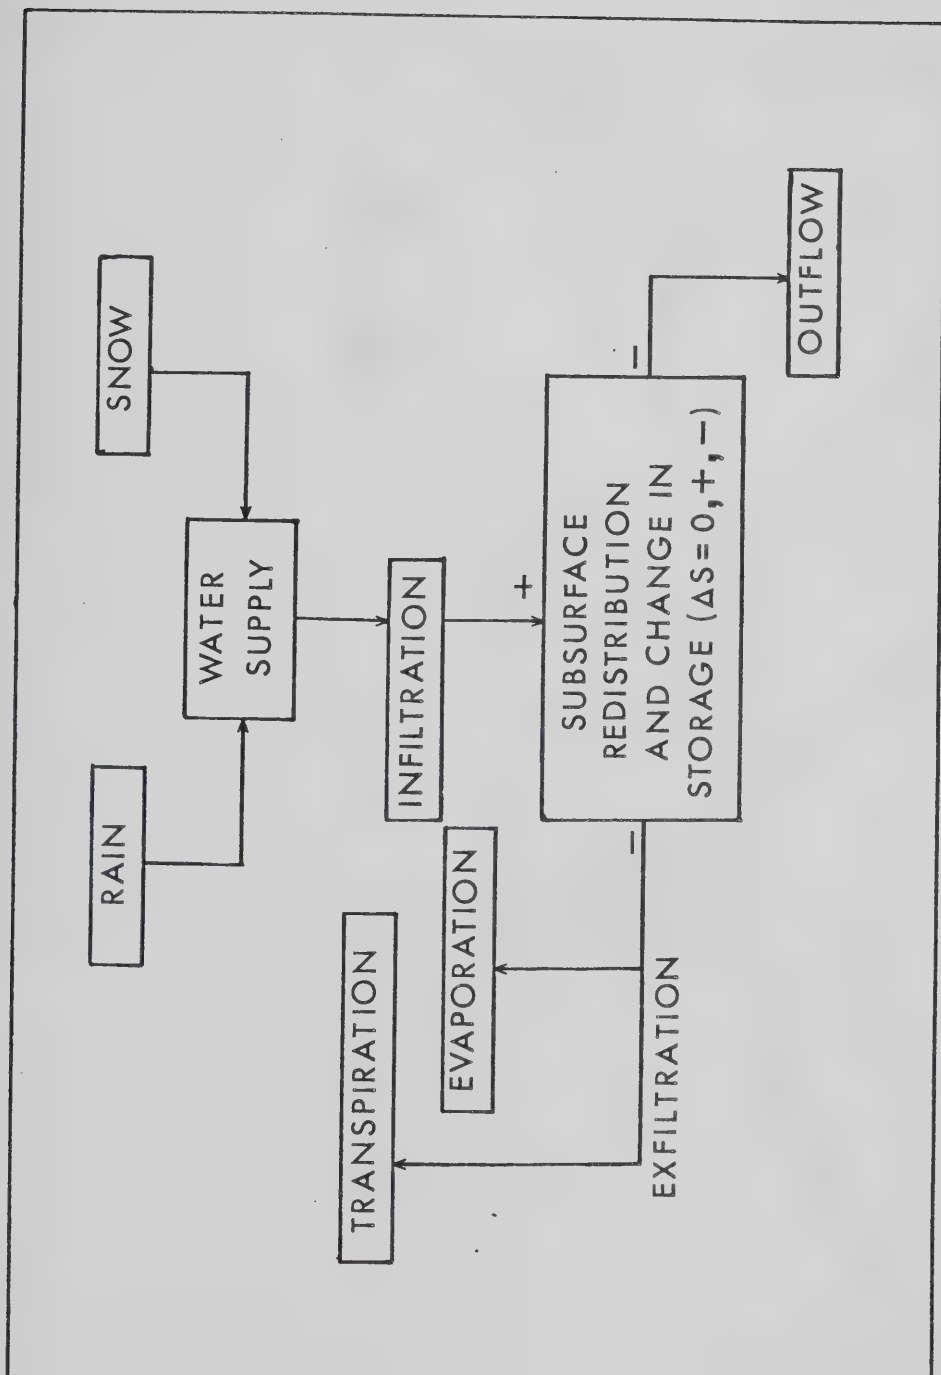 RAIN
SNOW
WATER
SUPPLY
INFILTRATION
TRANSPIRATION
EVAPORATION
+
SUBSURFACE
REDISTRIBUTION
AND CHANGE IN
STORAGE (ΔS=0,+,−)
−
−
EXFILTRATION
OUTFLOW